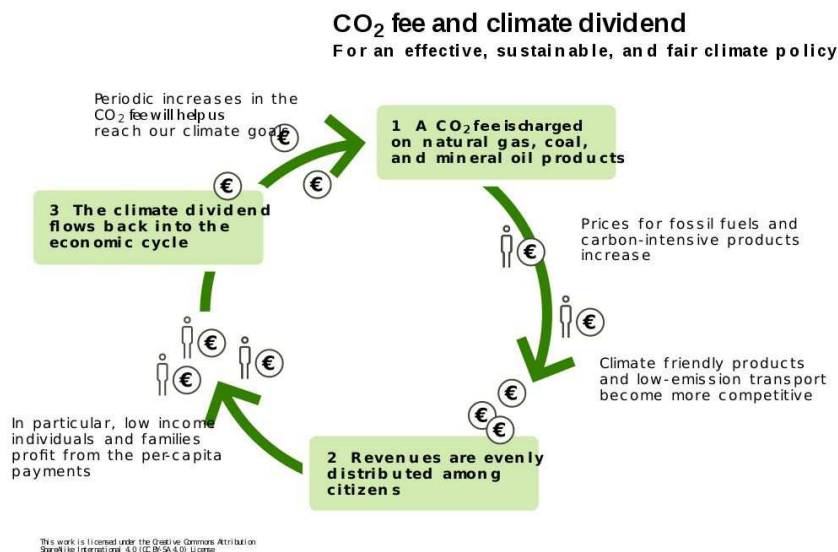 CO₂ fee and climate dividend
For an effective, sustainable, and fair climate policy
Periodic increases in the
CO₂ fee will help us
reach our climate goals
€
€
€
1 A CO₂ fee is charged
on natural gas, coal,
and mineral oil products
3 The climate dividend
flows back into the
economic cycle
Prices for fossil fuels and
carbon-intensive products
increase
€
€
€
€
€
Climate friendly products
and low-emission transport
become more competitive
€
€
€
In particular, low income
individuals and families
profit from the per-capita
payments
2 Revenues are evenly
distributed among
citizens
This work is licensed under the Creative Commons Attribution
ShareAlike International 4.0 (CC BY-SA 4.0) License